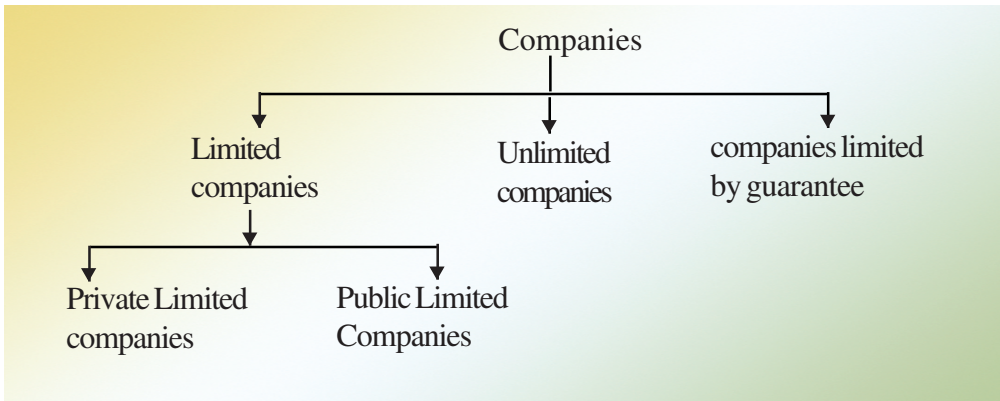 Companies
Limited
companies
Unlimited
companies
companies limited
by guarantee
Private Limited
companies
Public Limited
Companies